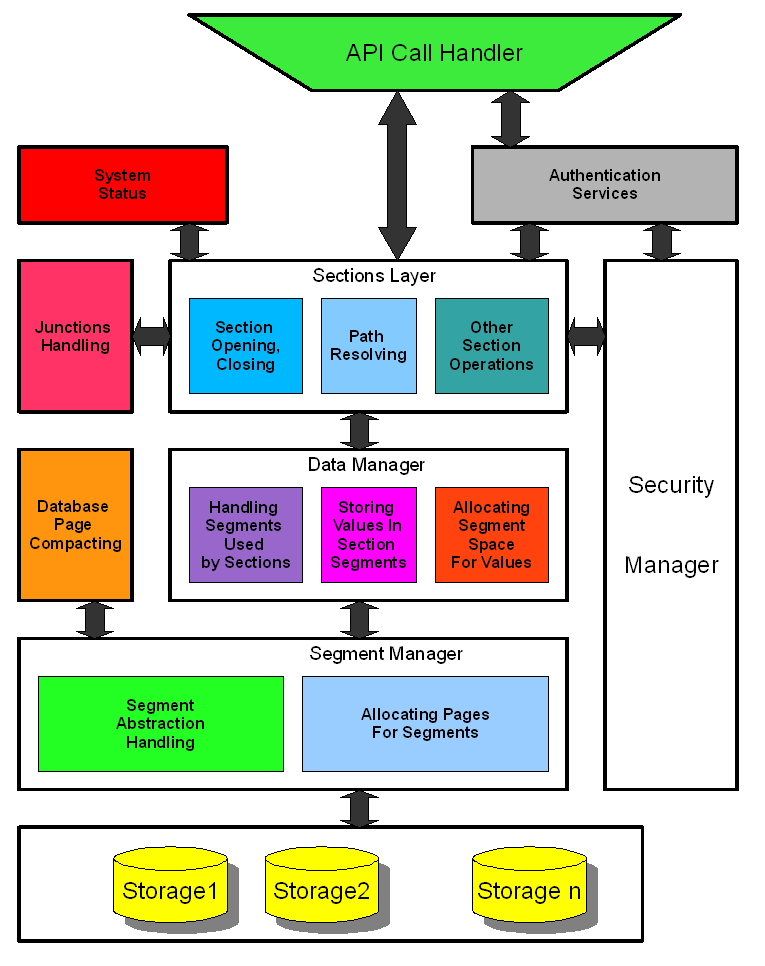 API Call Handler
System
Status
Authentication
Services
Sections Layer
Junctions
Handling
Section
Opening,
Closing
Path
Resolving
Other
Section
Operations
Security
Manager
Data Manager
Database
Page
Compacting
Handling
Segments
Used
by Sections
Storing
Values In
Section
Segments
Allocating
Segment
Space
For Values
Segment Manager
Segment
Abstraction
Handling
Allocating Pages
For Segments
Storage1
Storage2
Storage n